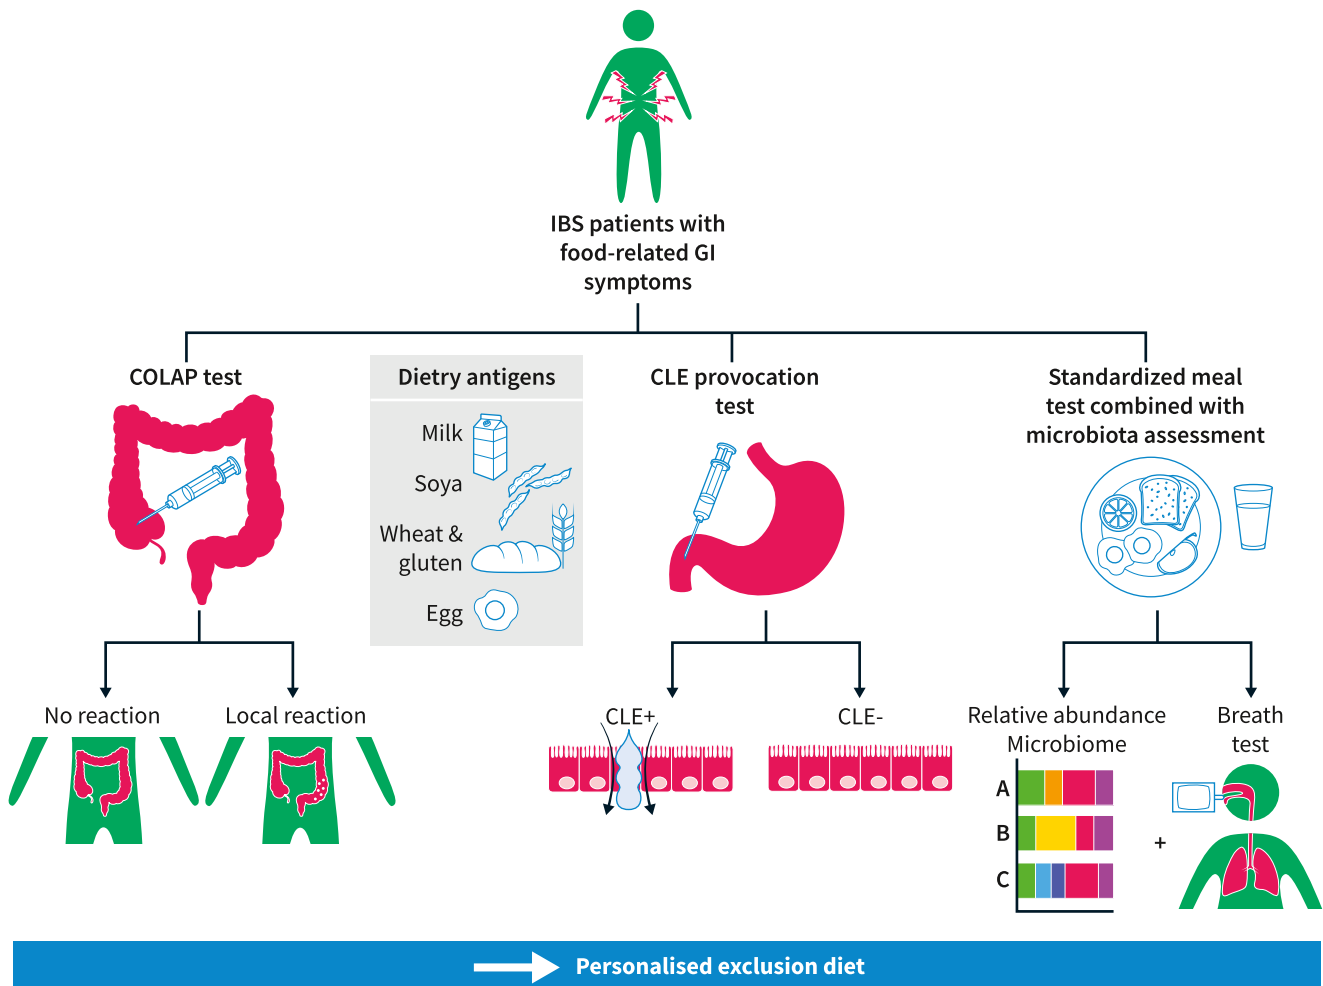 IBS patients with
food-related GI
symptoms
COLAP test
Dietry antigens
Milk
Soya
Wheat &
gluten
Egg
CLE provocation
test
Standardized meal
test combined with
microbiota assessment
No reaction
Local reaction
CLE+
CLE-
Relative abundance
Microbiome
A
B
C
+
Breath
test
Personalised exclusion diet